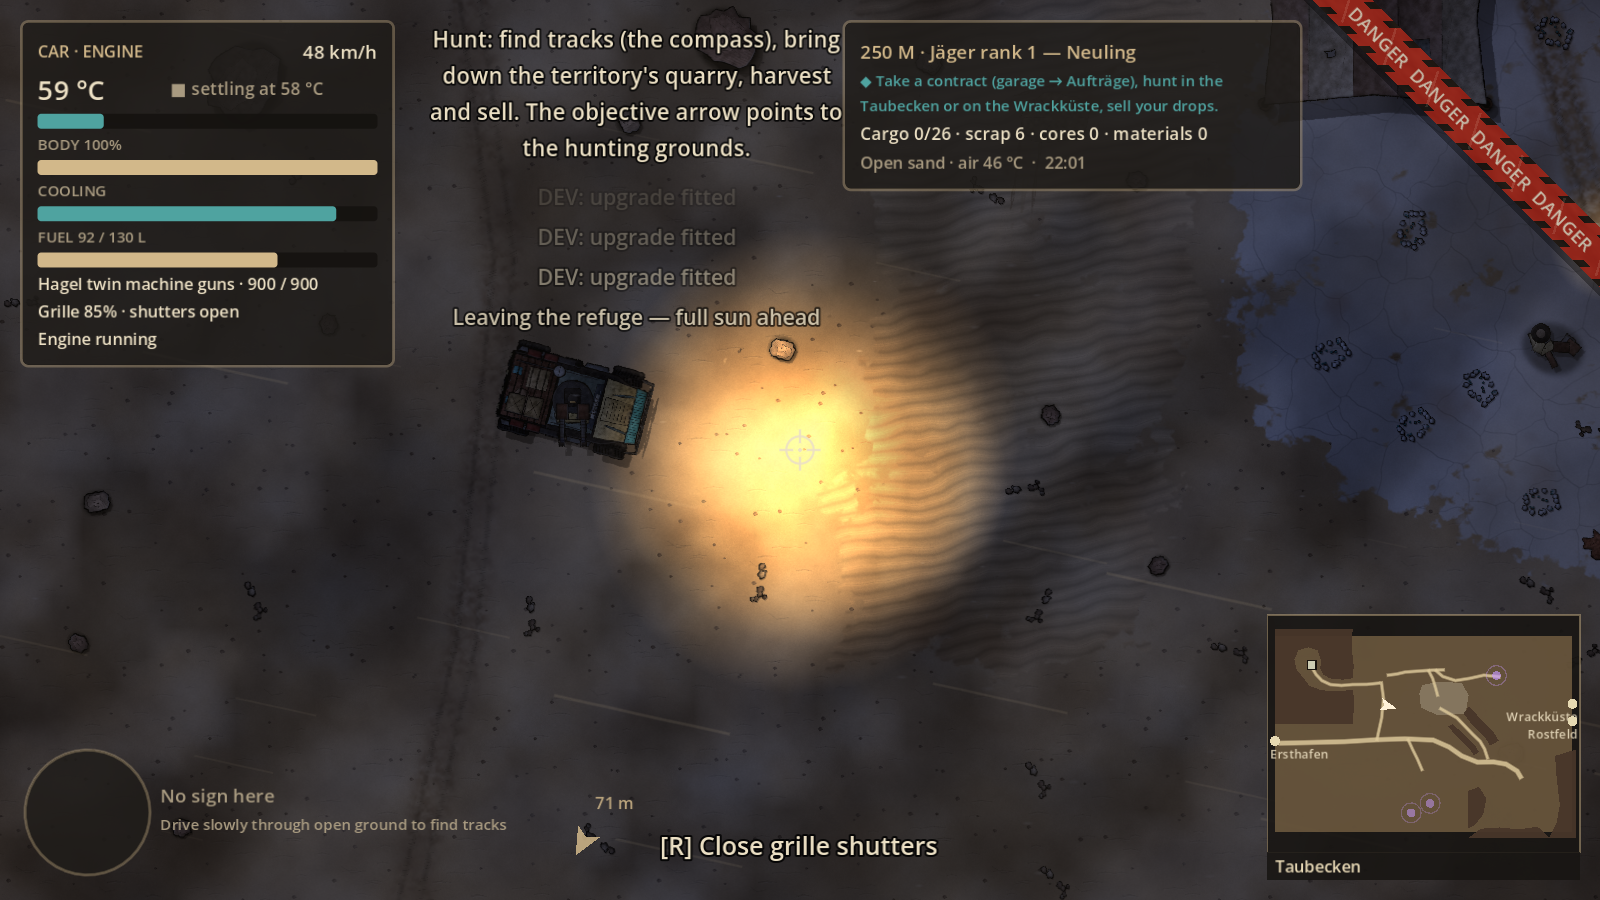 CAR · ENGINE
48 km/h
59 °C
settling at 58 °C
BODY 100%
COOLING
FUEL 92 / 130 L
Hagel twin machine guns · 900 / 900
Grille 85% · shutters open
Engine running
Hunt: find tracks (the compass), bring
down the territory's quarry, harvest
and sell. The objective arrow points to
the hunting grounds.
DEV: upgrade fitted
DEV: upgrade fitted
DEV: upgrade fitted
Leaving the refuge — full sun ahead
250 M · Jäger rank 1 — Neuling
◆ Take a contract (garage → Aufträge), hunt in the
Taubecken or on the Wrackküste, sell your drops.
Cargo 0/26 · scrap 6 · cores 0 · materials 0
Open sand · air 46 °C · 22:01
DANGER DANGER DANGER DANGER
No sign here
Drive slowly through open ground to find tracks
71 m
[R] Close grille shutters
Wrackküste
Rostfeld
Ersthafen
Taubecken